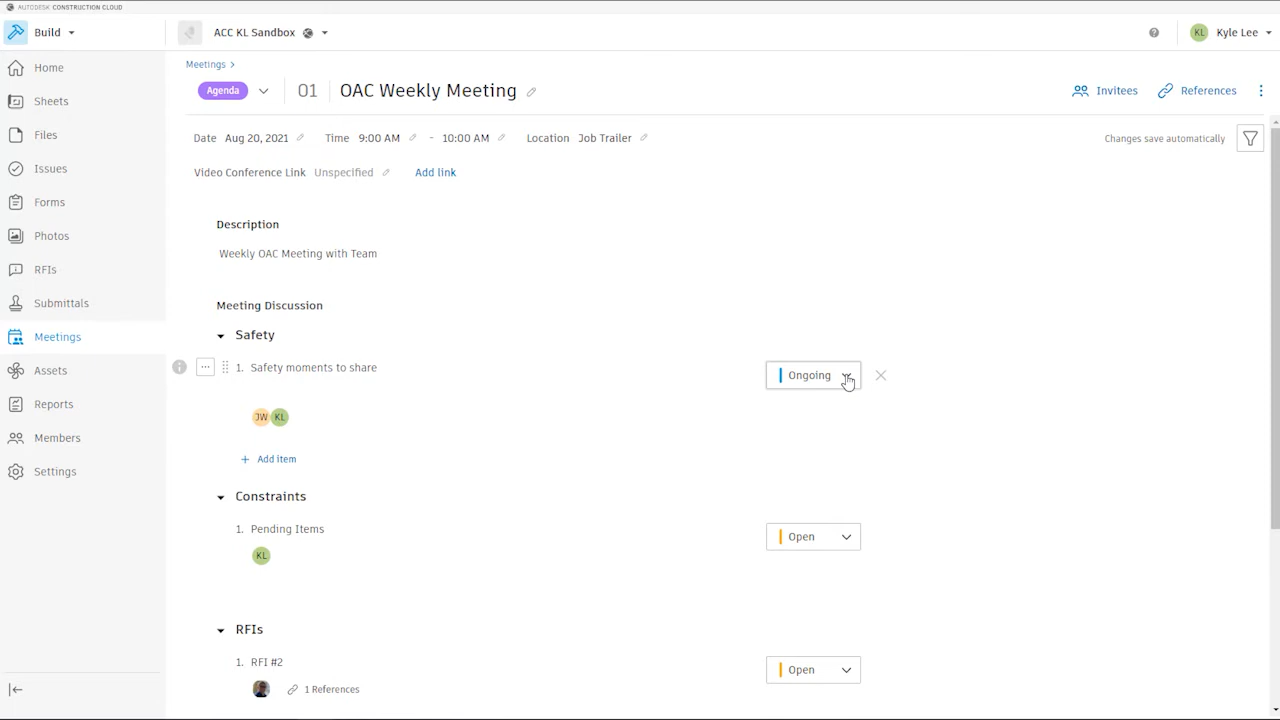 AUTODESK CONSTRUCTION CLOUD
Build
ACC KL Sandbox
KL Kyle Lee
Home
Sheets
Files
Issues
Forms
Photos
RFIs
Submittals
Meetings
Assets
Reports
Members
Settings
Meetings >
Agenda 01 OAC Weekly Meeting
Invitees References
Date Aug 20, 2021 Time 9:00 AM - 10:00 AM Location Job Trailer
Changes save automatically
Video Conference Link Unspecified Add link
Description
Weekly OAC Meeting with Team
Meeting Discussion
Safety
1. Safety moments to share Ongoing
JW KL
+ Add item
Constraints
1. Pending Items Open
KL
RFIs
1. RFI #2 Open
1 References